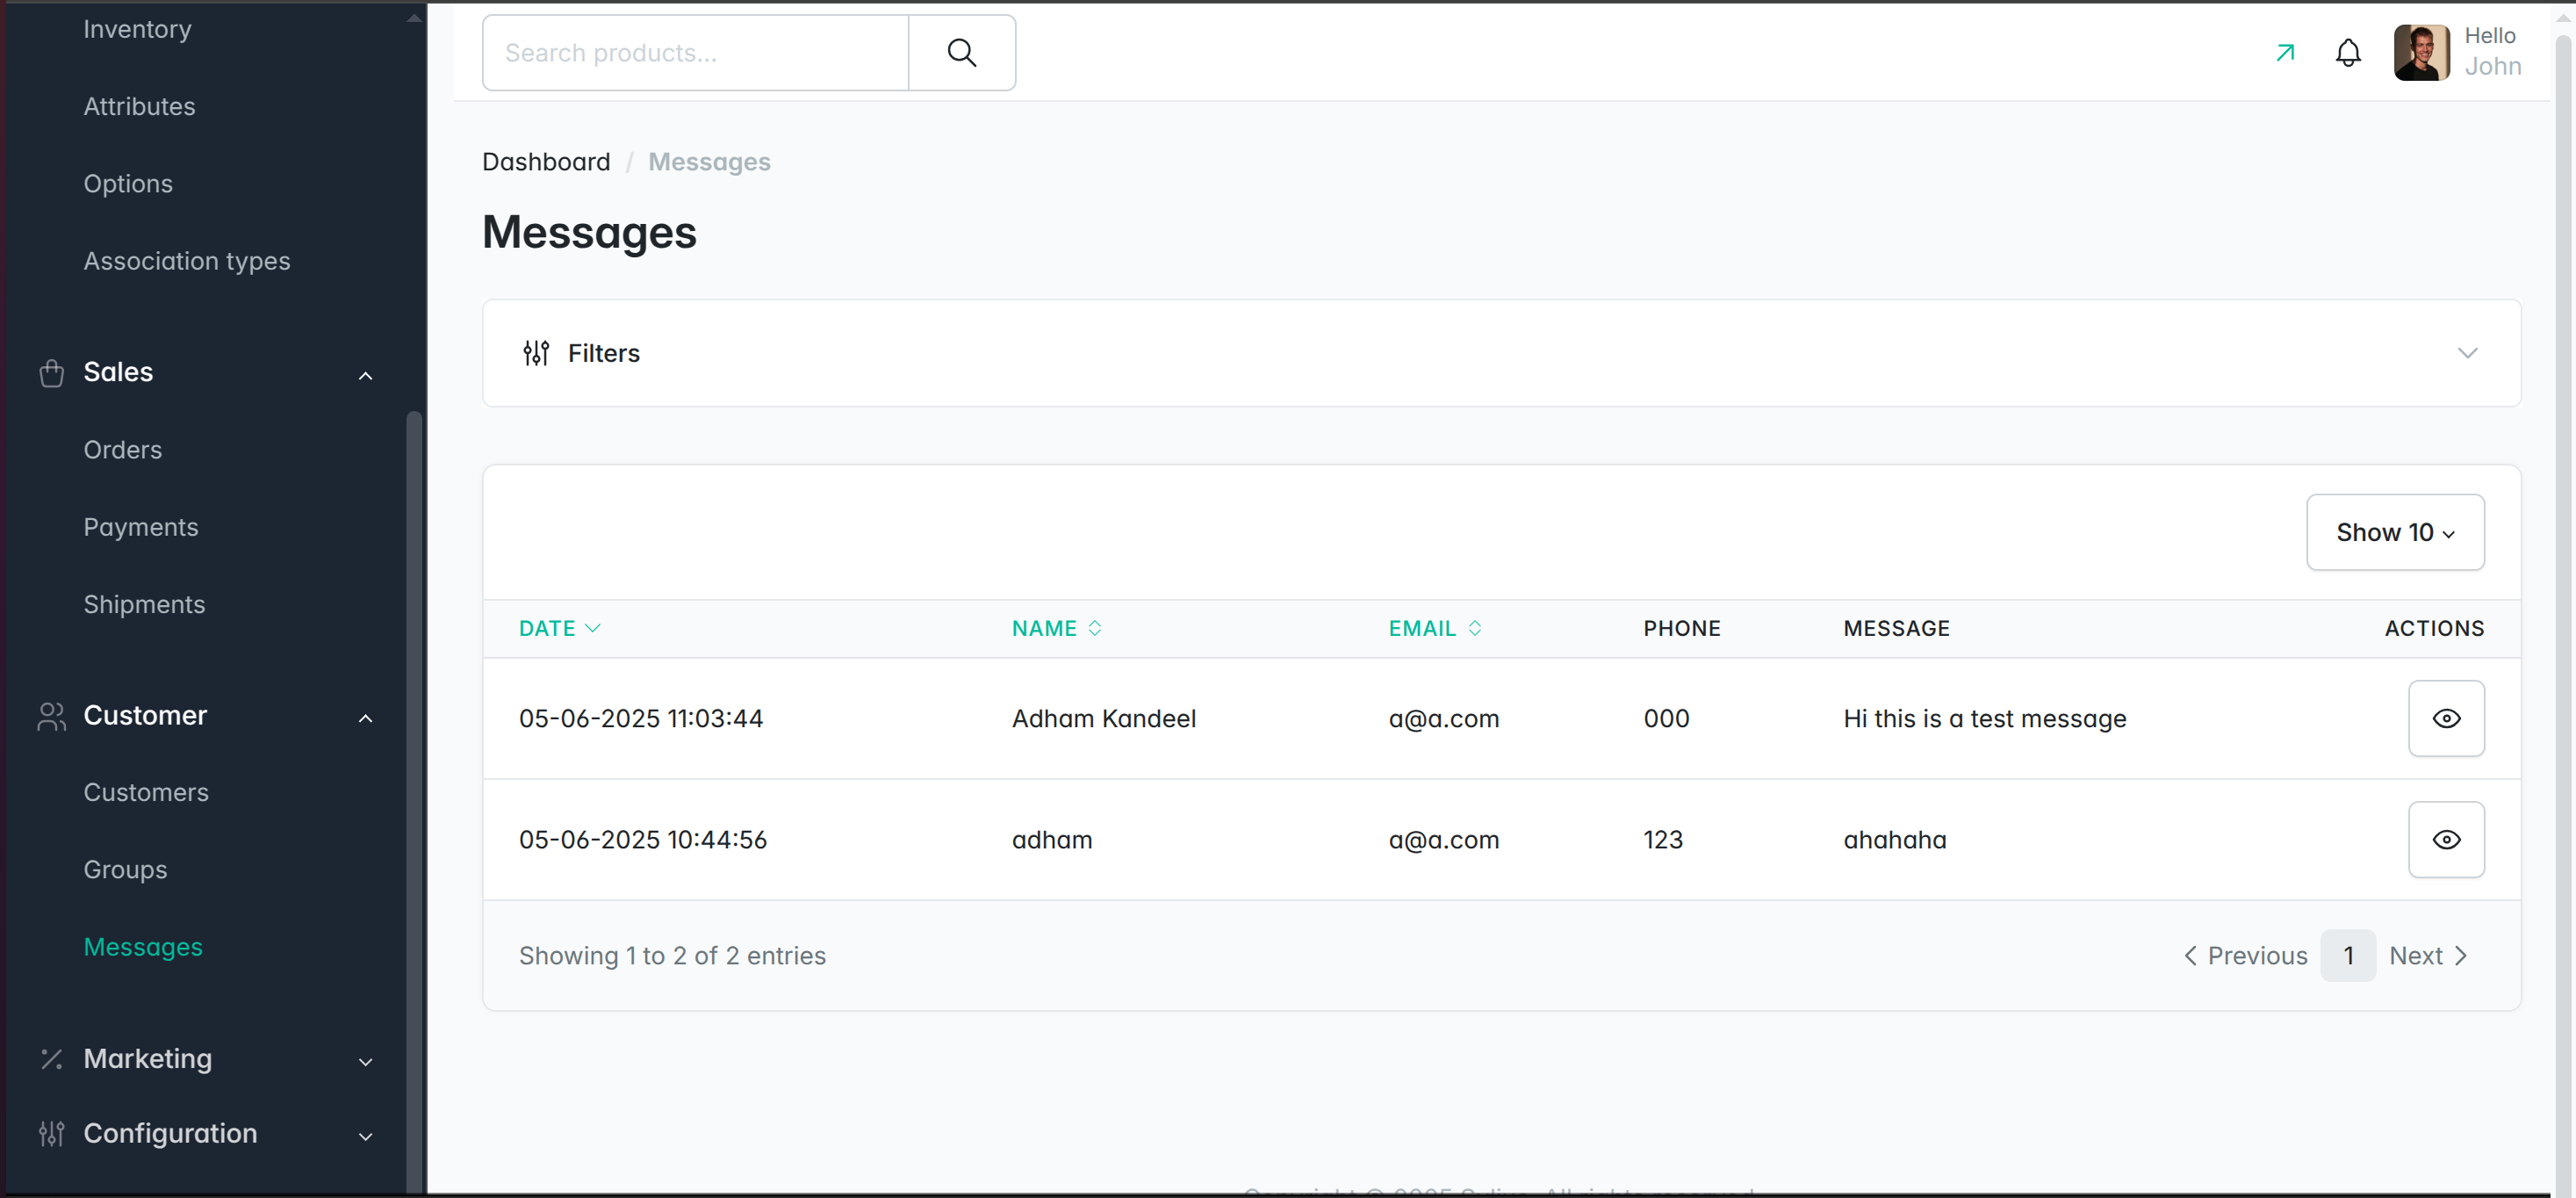 Inventory
Attributes
Options
Association types
Sales
Orders
Payments
Shipments
Customer
Customers
Groups
Messages
Marketing
Configuration
Search products...
Hello
John
Dashboard / Messages
Messages
Filters
Show 10
DATE NAME EMAIL PHONE MESSAGE ACTIONS
05-06-2025 11:03:44 Adham Kandeel a@a.com 000 Hi this is a test message
05-06-2025 10:44:56 adham a@a.com 123 ahahaha
Showing 1 to 2 of 2 entries
Previous 1 Next